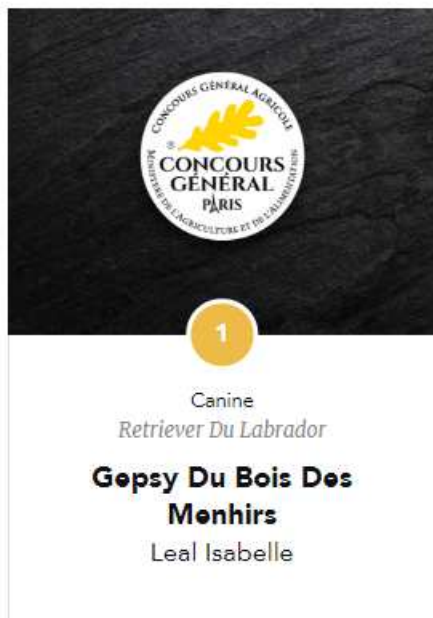 CONCOURS GÉNÉRAL AGRICOLE
®
CONCOURS
GÉNÉRAL
PARIS
MINISTÈRE DE L'AGRICULTURE ET DE L'ALIMENTATION
1
Canine
Retriever Du Labrador
Gepsy Du Bois Des
Menhirs
Leal Isabelle